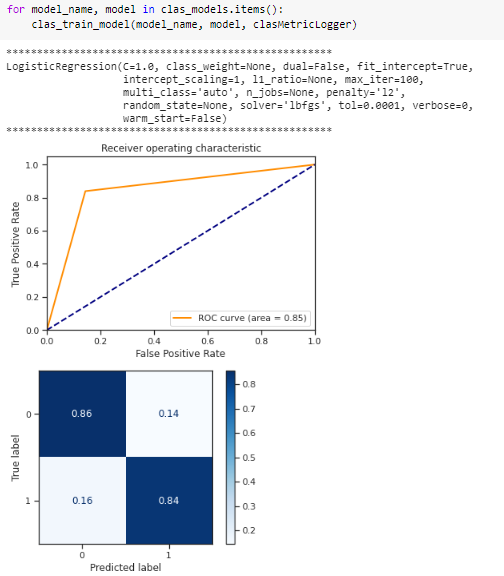 for model_name, model in clas_models.items():
    clas_train_model(model_name, model, clasMetricLogger)
*****************************************************
LogisticRegression(C=1.0, class_weight=None, dual=False, fit_intercept=True,
                   intercept_scaling=1, l1_ratio=None, max_iter=100,
                   multi_class='auto', n_jobs=None, penalty='l2',
                   random_state=None, solver='lbfgs', tol=0.0001, verbose=0,
                   warm_start=False)
*****************************************************
Receiver operating characteristic
True Positive Rate
1.0
0.8
0.6
0.4
0.2
0.0
ROC curve (area = 0.85)
0.0 0.2 0.4 0.6 0.8 1.0
False Positive Rate
True label
0
1
0.86 0.14
0.16 0.84
0 1
Predicted label
0.8
0.7
0.6
0.5
0.4
0.3
0.2